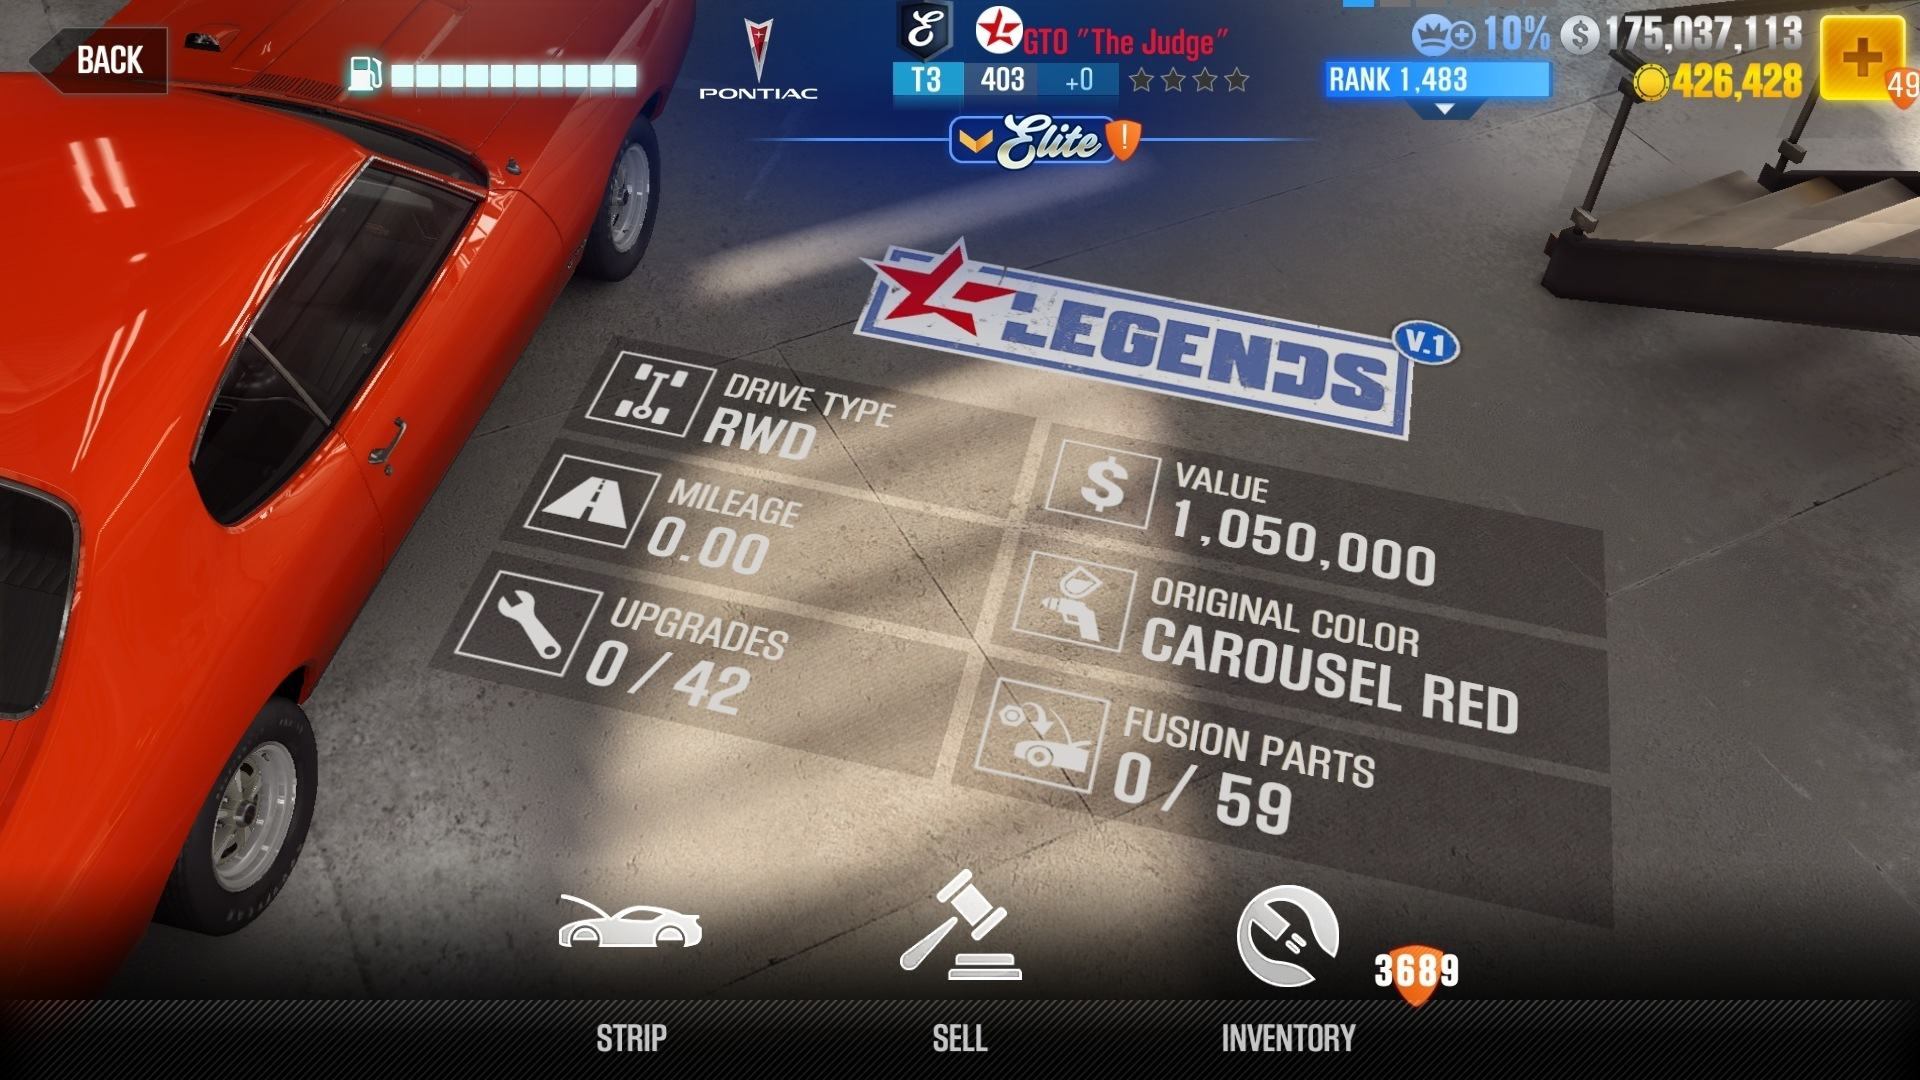 BACK
PONTIAC
GTO "The Judge"
T3 403 +0
Elite !
10% $ 175,037,113
RANK 1,483 426,428
49
LEGENDS
V.1
DRIVE TYPE
RWD
MILEAGE
0.00
UPGRADES
0 / 42
$ VALUE
1,050,000
ORIGINAL COLOR
CAROUSEL RED
FUSION PARTS
0 / 59
3689
STRIP
SELL
INVENTORY